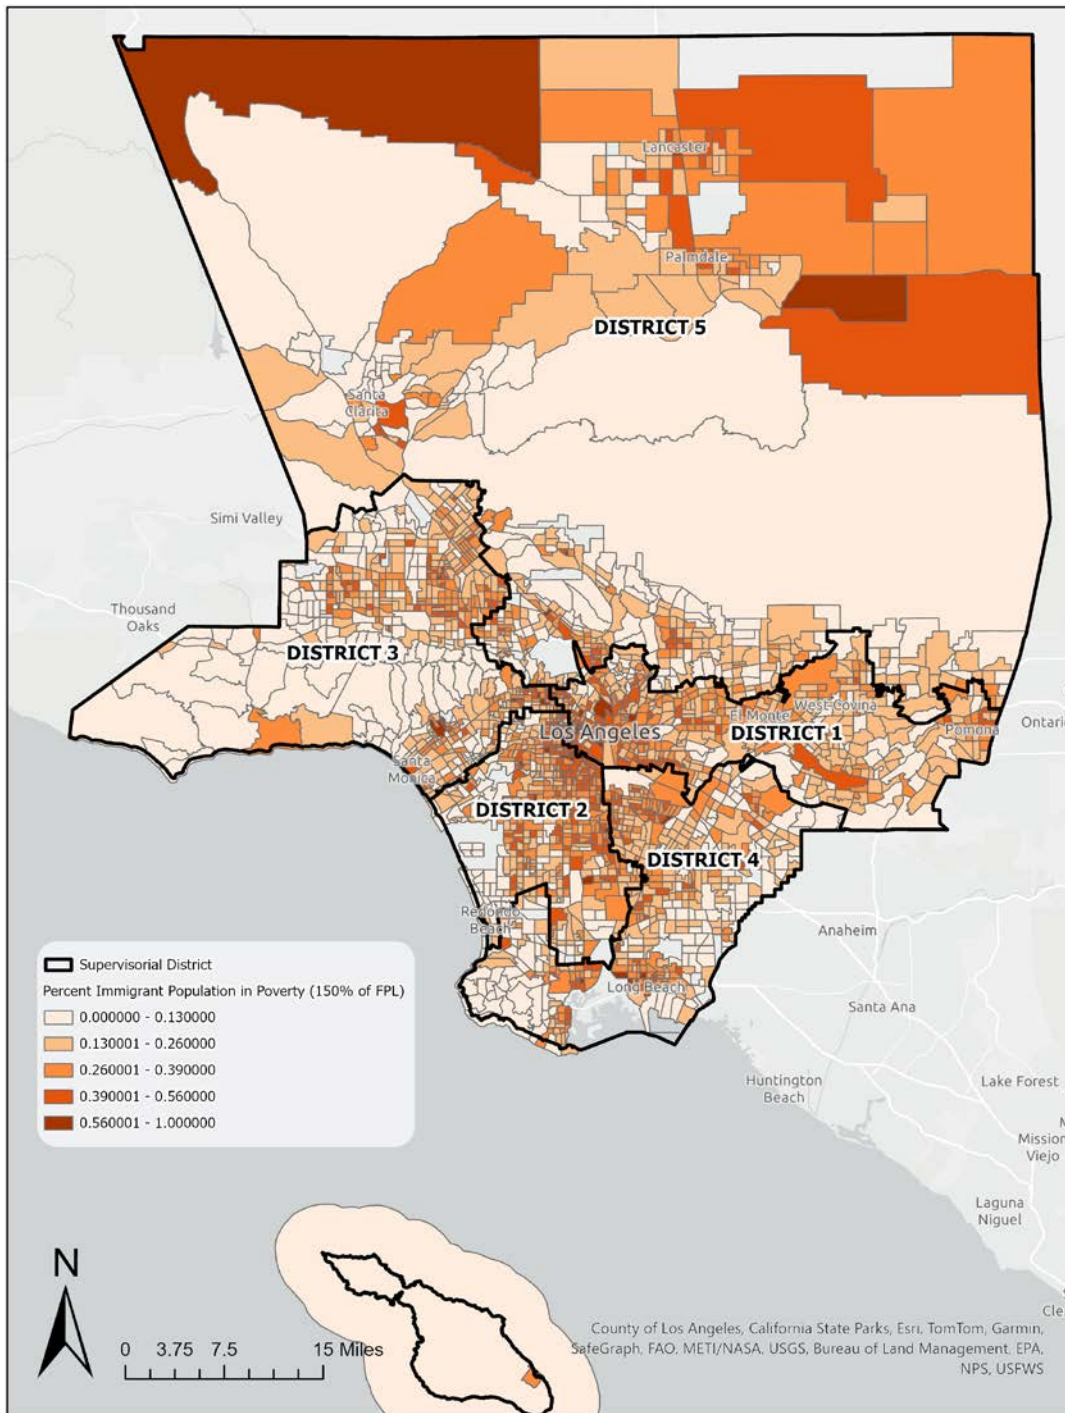 Lancaster
Palmdale
DISTRICT 5
Santa
Clarita
Simi Valley
Thousand
Oaks
DISTRICT 3
El Monte
West Covina
Los Angeles
DISTRICT 1
Pomona
Ontario
Santa
Monica
DISTRICT 2
DISTRICT 4
Redondo
Beach
Anaheim
Long Beach
Santa Ana
Huntington
Beach
Lake Forest
Mission
Viejo
Laguna
Niguel
Supervisorial District
Percent Immigrant Population in Poverty (150% of FPL)
0.000000 - 0.130000
0.130001 - 0.260000
0.260001 - 0.390000
0.390001 - 0.560000
0.560001 - 1.000000
N
0 3.75 7.5 15 Miles
County of Los Angeles, California State Parks, Esri, TomTom, Garmin,
SafeGraph, FAO, METI/NASA, USGS, Bureau of Land Management, EPA,
NPS, USFWS